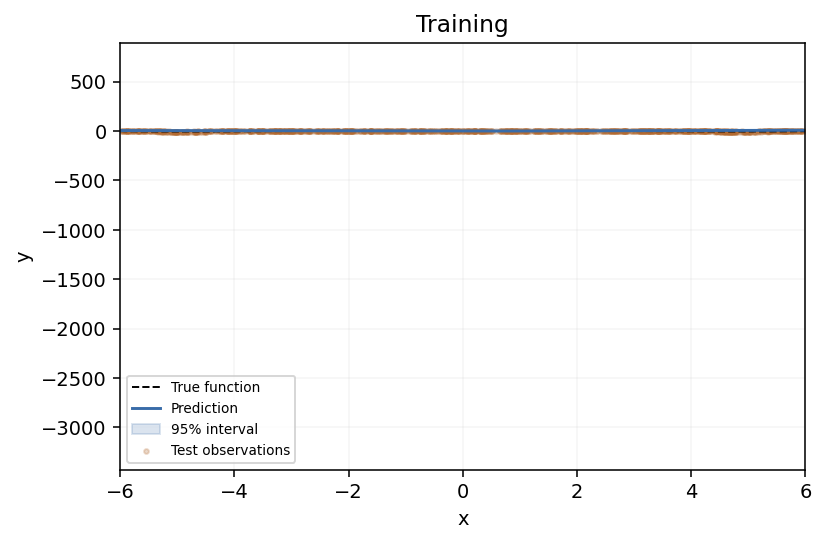 Training
500
0
−500
−1000
−1500
−2000
−2500
−3000
y
True function
Prediction
95% interval
Test observations
−6 −4 −2 0 2 4 6
x